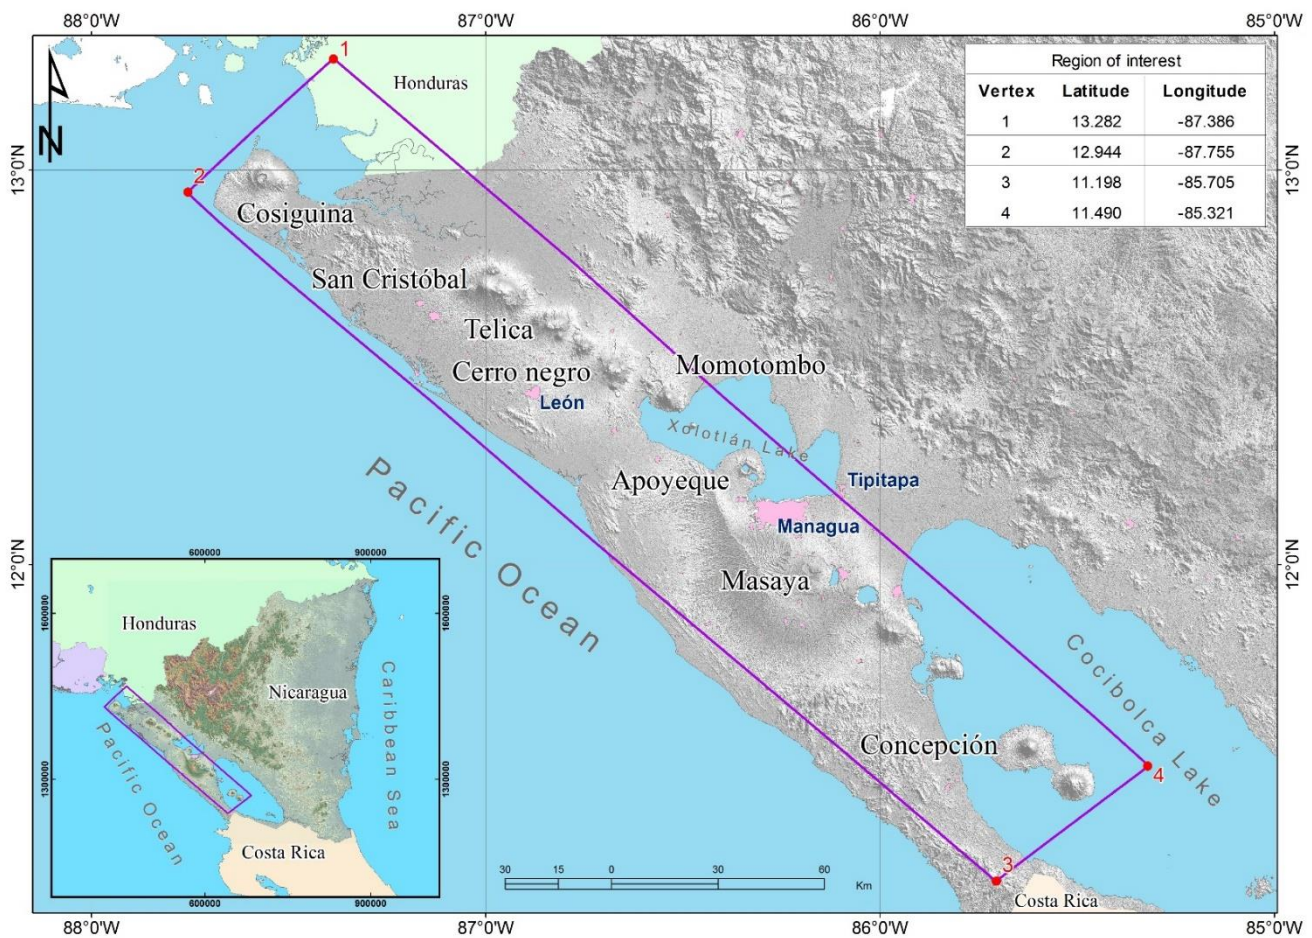 88°0'W 87°0'W 86°0'W 85°0'W
1
Honduras
N
13°0'N
13°0'N
2
Region of interest
Vertex Latitude Longitude
1 13.282 -87.386
2 12.944 -87.755
3 11.198 -85.705
4 11.490 -85.321
Cosiguina
San Cristóbal
Telica
Cerro negro
León
Momotombo
Xolotlán Lake
Apoyeque
Tipitapa
Managua
Pacific Ocean
Masaya
12°0'N
12°0'N
Cocibolca Lake
Concepción
4
3
Costa Rica
30 15 0 30 60
Km
600000 900000
1600000
1600000
Honduras
Nicaragua
Caribbean Sea
Pacific Ocean
1300000
1300000
Costa Rica
600000 900000
88°0'W 87°0'W 86°0'W 85°0'W